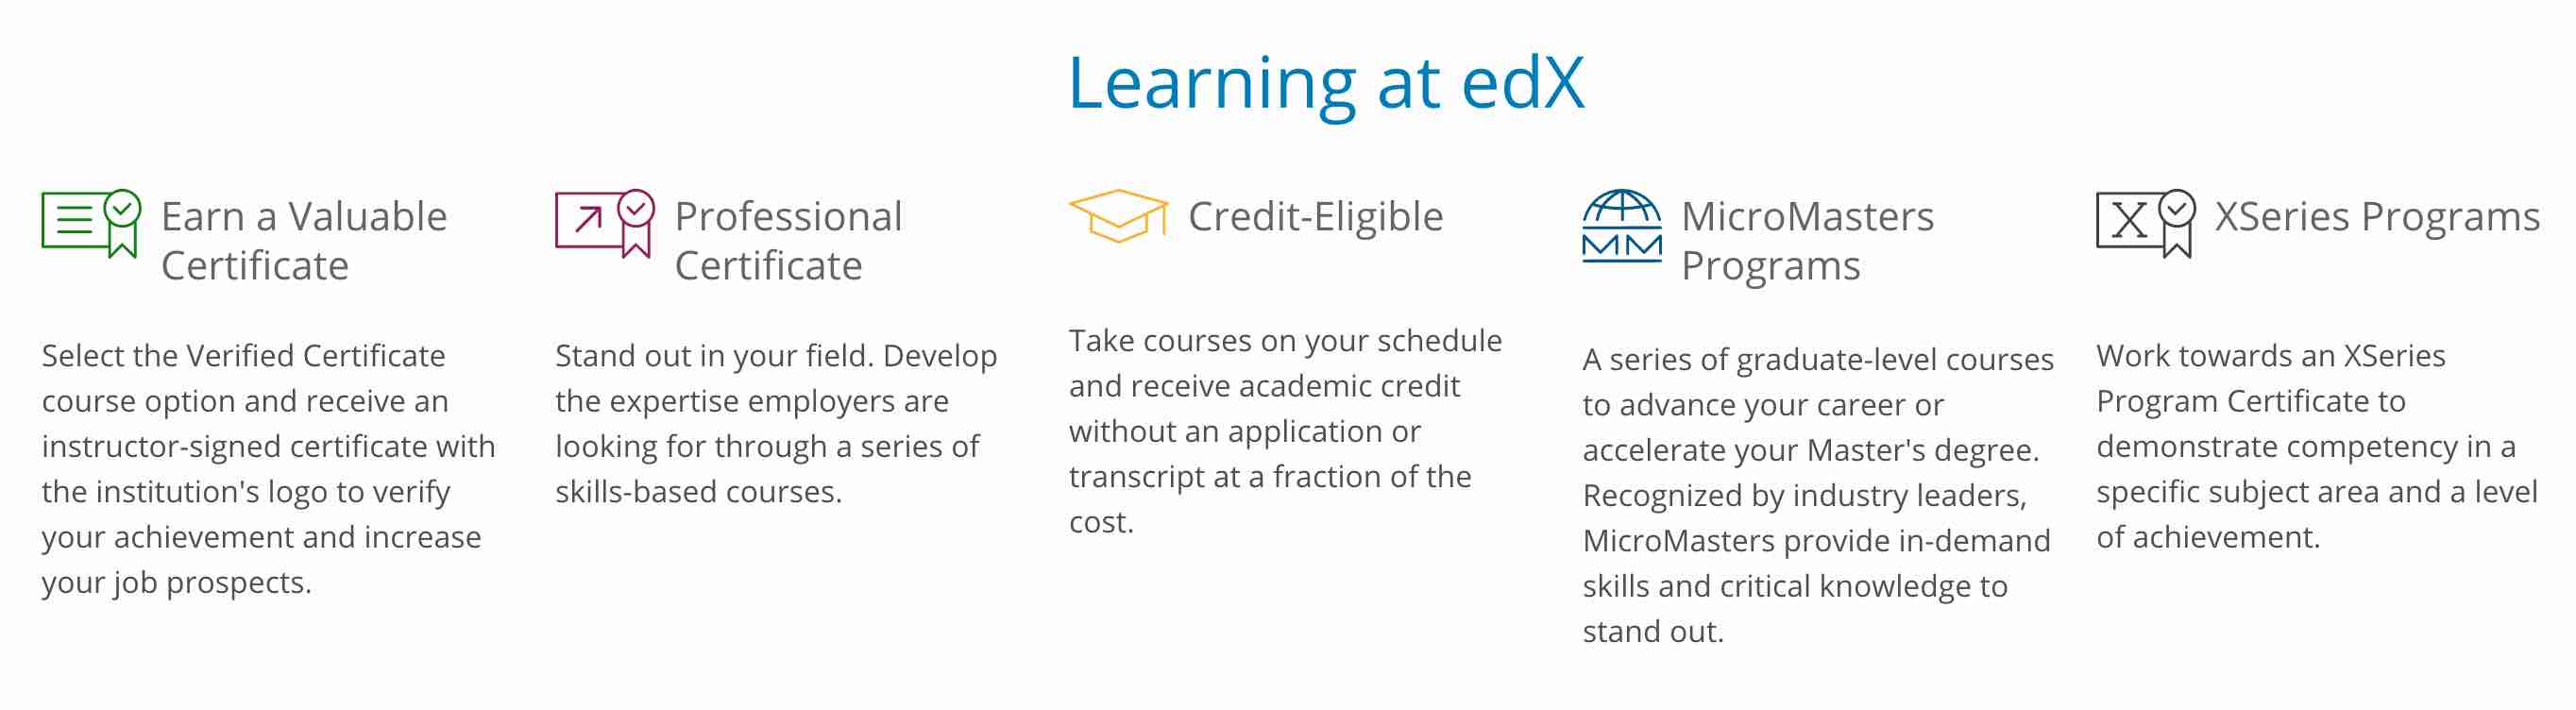 Learning at edX
Earn a Valuable
Certificate
Select the Verified Certificate
course option and receive an
instructor-signed certificate with
the institution's logo to verify
your achievement and increase
your job prospects.
Professional
Certificate
Stand out in your field. Develop
the expertise employers are
looking for through a series of
skills-based courses.
Credit-Eligible
Take courses on your schedule
and receive academic credit
without an application or
transcript at a fraction of the
cost.
MM
MicroMasters
Programs
A series of graduate-level courses
to advance your career or
accelerate your Master's degree.
Recognized by industry leaders,
MicroMasters provide in-demand
skills and critical knowledge to
stand out.
X
XSeries Programs
Work towards an XSeries
Program Certificate to
demonstrate competency in a
specific subject area and a level
of achievement.